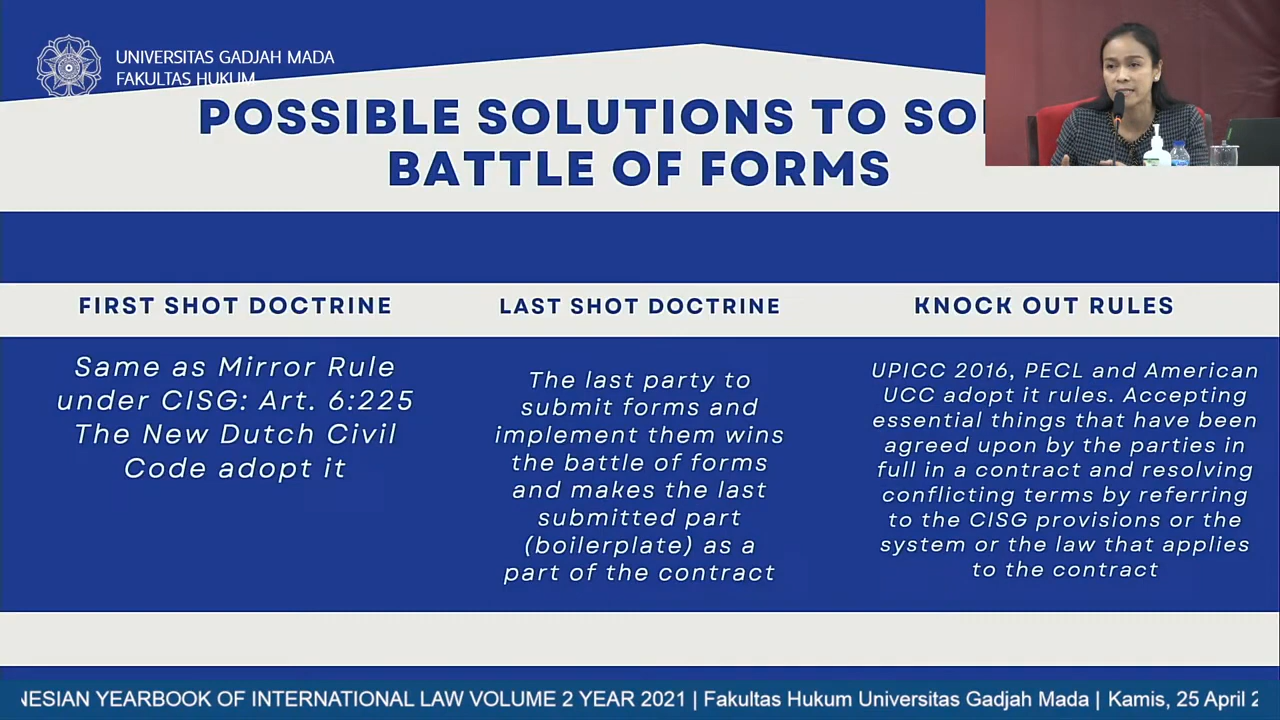 UNIVERSITAS GADJAH MADA
FAKULTAS HUKUM
POSSIBLE SOLUTIONS TO
BATTLE OF FORMS
FIRST SHOT DOCTRINE
Same as Mirror Rule
under CISG: Art. 6:225
The New Dutch Civil
Code adopt it
LAST SHOT DOCTRINE
The last party to
submit forms and
implement them wins
the battle of forms
and makes the last
submitted part
(boilerplate) as a
part of the contract
KNOCK OUT RULES
UPICC 2016, PECL and American
UCC adopt it rules. Accepting
essential things that have been
agreed upon by the parties in
full in a contract and resolving
conflicting terms by referring
to the CISG provisions or the
system or the law that applies
to the contract
YEARBOOK OF INTERNATIONAL LAW VOLUME 2 YEAR 2021 | Fakultas Hukum Universitas Gadjah Mada | Kamis, 25 April